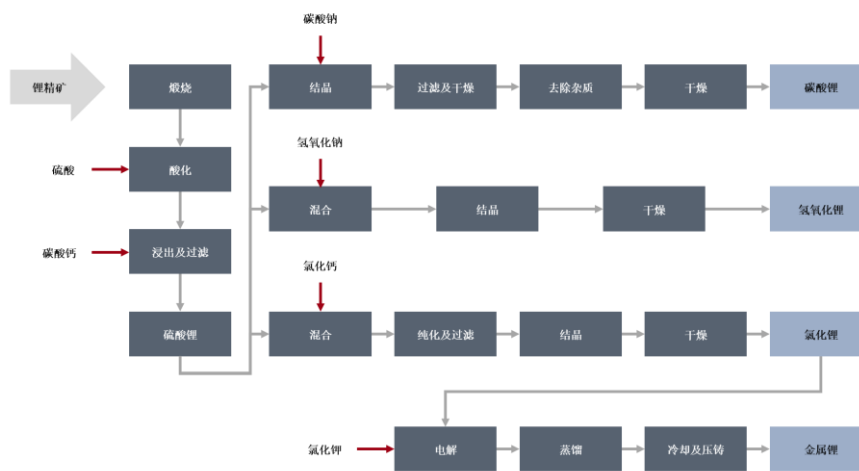 碳酸钠
锂精矿
煅烧
结晶
过滤及干燥
去除杂质
干燥
碳酸锂
硫酸
酸化
氢氧化钠
混合
结晶
干燥
氢氧化锂
碳酸钙
浸出及过滤
氯化钙
硫酸锂
混合
纯化及过滤
结晶
干燥
氯化锂
氯化钾
电解
蒸馏
冷却及压铸
金属锂